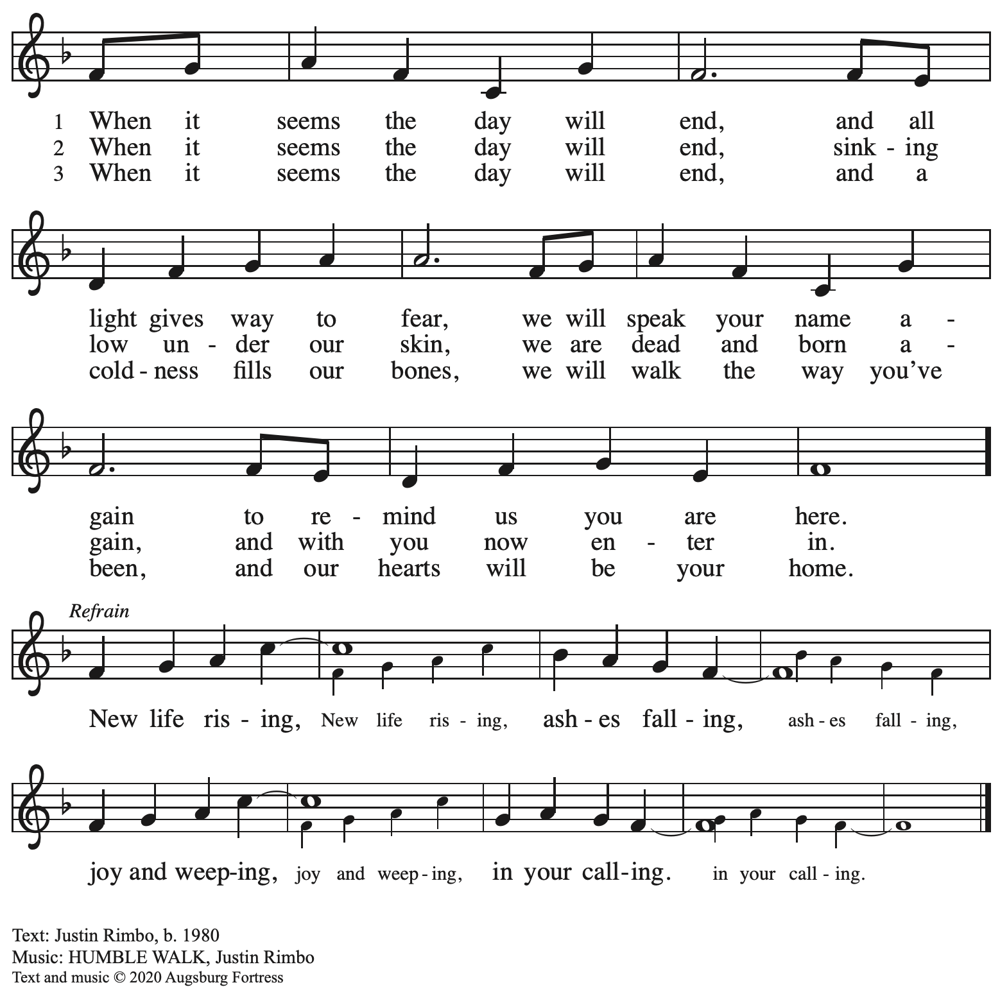 1 When it seems the day will end, and all
2 When it seems the day will end, sink - ing
3 When it seems the day will end, and a
light gives way to fear, we will speak your name a -
low un - der our skin, we are dead and born a -
cold - ness fills our bones, we will walk the way you've
gain to re - mind us you are here.
gain, and with you now en - ter in.
been, and our hearts will be your home.
Refrain
New life ris - ing, New life ris - ing, ash - es fall - ing, ash - es fall - ing,
joy and weep - ing, joy and weep - ing, in your call - ing. in your call - ing.
Text: Justin Rimbo, b. 1980
Music: HUMBLE WALK, Justin Rimbo
Text and music © 2020 Augsburg Fortress